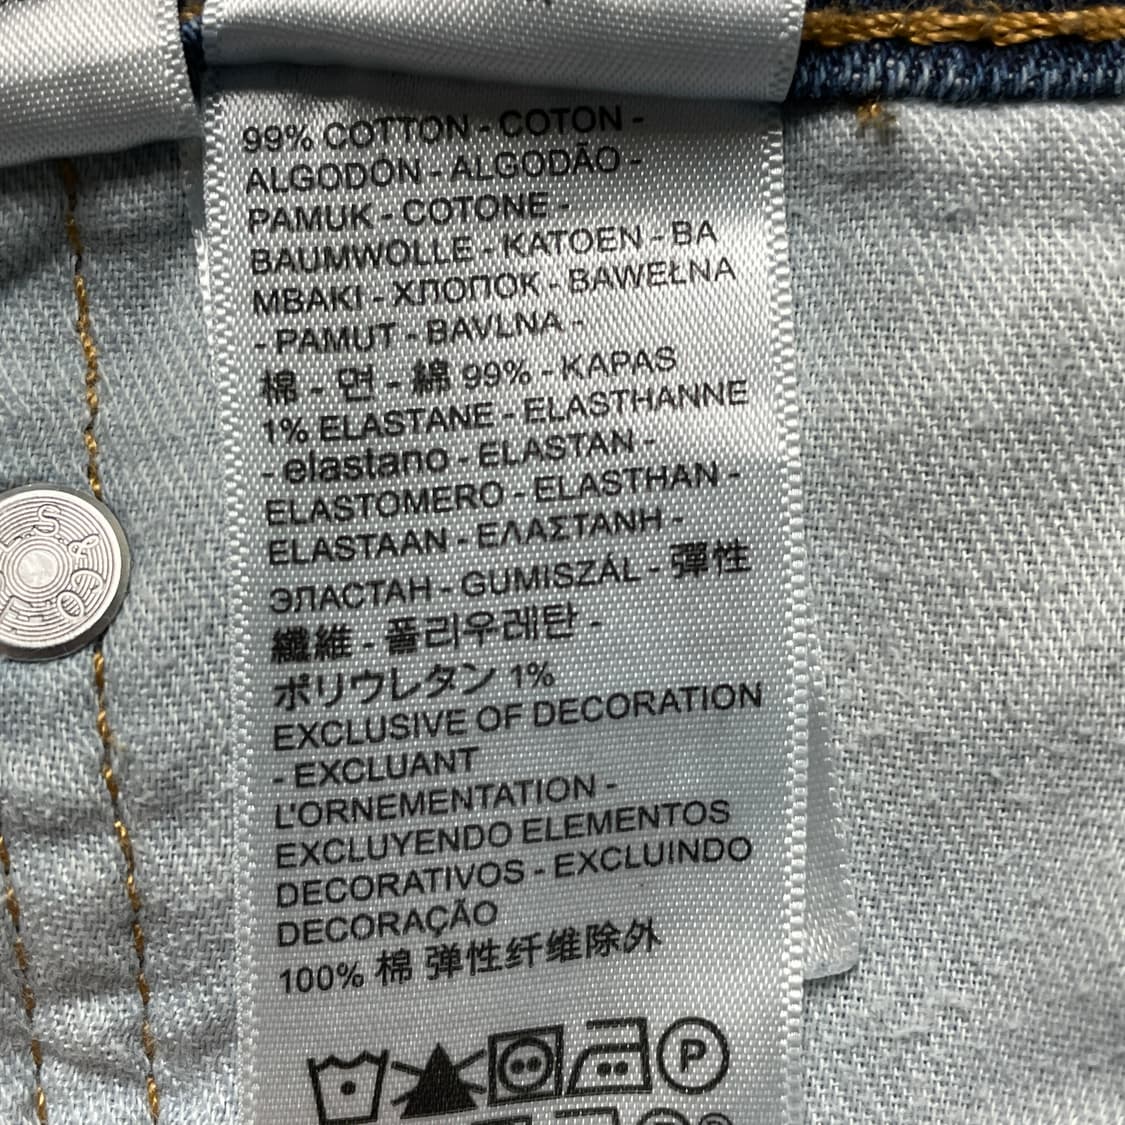 99% COTTON - COTON -
ALGODÓN - ALGODÃO -
PAMUK - COTONE -
BAUMWOLLE - KATOEN - BA
MBAKI - ХЛОПОК - BAWEŁNA
- PAMUT - BAVLNA -
棉 - 면 - 綿 99% - KAPAS
1% ELASTANE - ELASTHANNE
- elastano - ELASTAN -
ELASTOMERO - ELASTHAN -
ELASTAAN - ΕΛΑΣΤΑΝΗ -
ЭЛАСТАН - GUMISZÁL - 彈性
纖維 - 폴리우레탄 -
ポリウレタン 1%
EXCLUSIVE OF DECORATION
- EXCLUANT
L'ORNEMENTATION -
EXCLUYENDO ELEMENTOS
DECORATIVOS - EXCLUINDO
DECORAÇÃO
100% 棉 弹性纤维除外
P